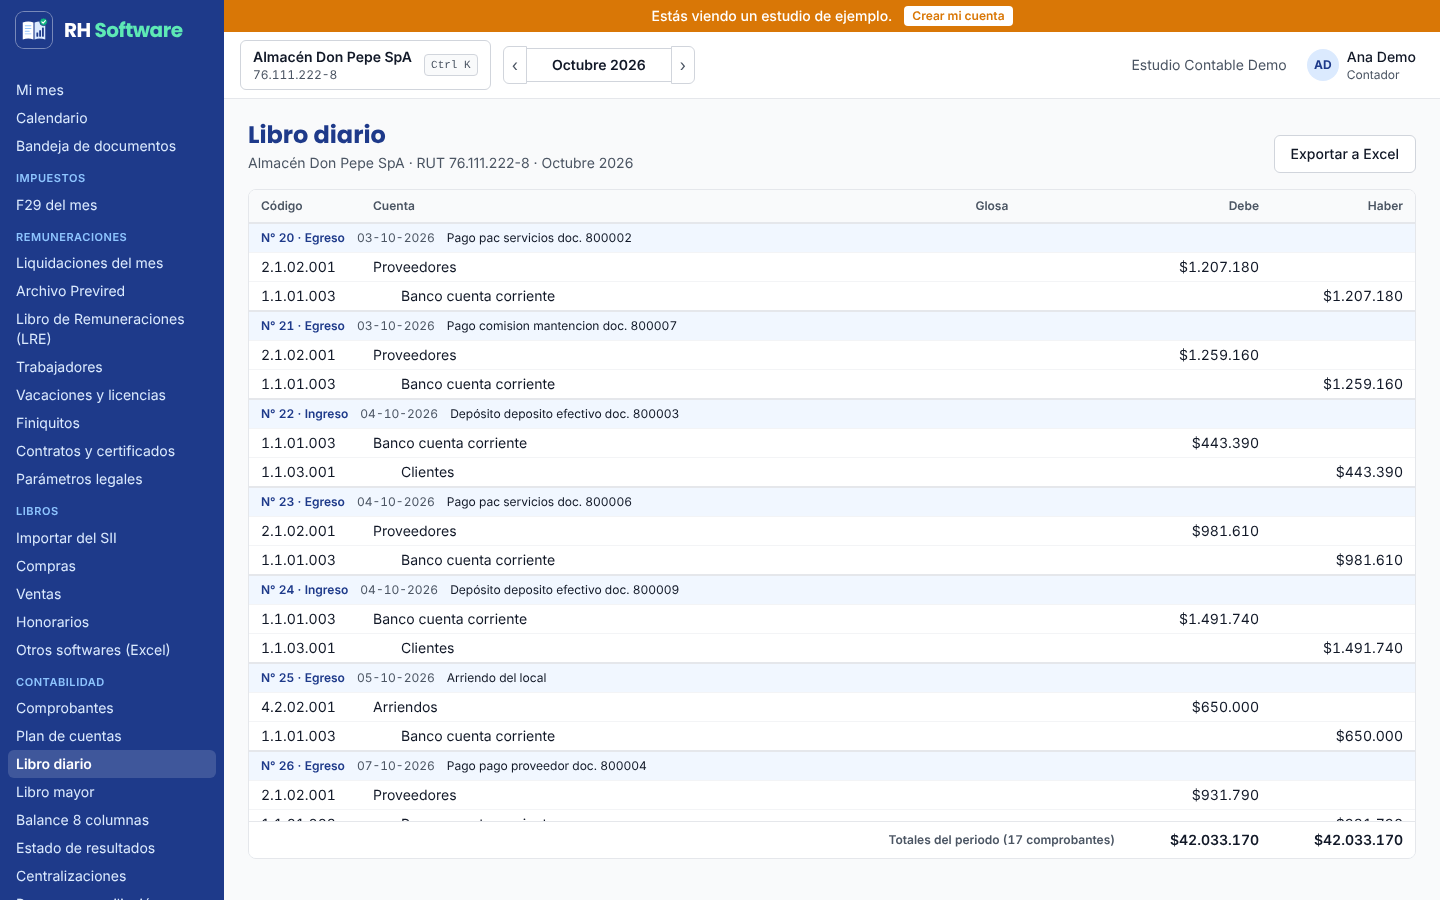 Estás viendo un estudio de ejemplo. Crear mi cuenta
RH Software
Almacén Don Pepe SpA
76.111.222-8
Ctrl K
‹ Octubre 2026 ›
Estudio Contable Demo
AD
Ana Demo
Contador
Mi mes
Calendario
Bandeja de documentos
IMPUESTOS
F29 del mes
REMUNERACIONES
Liquidaciones del mes
Archivo Previred
Libro de Remuneraciones
(LRE)
Trabajadores
Vacaciones y licencias
Finiquitos
Contratos y certificados
Parámetros legales
LIBROS
Importar del SII
Compras
Ventas
Honorarios
Otros softwares (Excel)
CONTABILIDAD
Comprobantes
Plan de cuentas
Libro diario
Libro mayor
Balance 8 columnas
Estado de resultados
Centralizaciones
Libro diario
Almacén Don Pepe SpA · RUT 76.111.222-8 · Octubre 2026
Exportar a Excel
Código Cuenta Glosa Debe Haber
N° 20 · Egreso 03-10-2026 Pago pac servicios doc. 800002
2.1.02.001 Proveedores $1.207.180
1.1.01.003 Banco cuenta corriente $1.207.180
N° 21 · Egreso 03-10-2026 Pago comision mantencion doc. 800007
2.1.02.001 Proveedores $1.259.160
1.1.01.003 Banco cuenta corriente $1.259.160
N° 22 · Ingreso 04-10-2026 Depósito deposito efectivo doc. 800003
1.1.01.003 Banco cuenta corriente $443.390
1.1.03.001 Clientes $443.390
N° 23 · Egreso 04-10-2026 Pago pac servicios doc. 800006
2.1.02.001 Proveedores $981.610
1.1.01.003 Banco cuenta corriente $981.610
N° 24 · Ingreso 04-10-2026 Depósito deposito efectivo doc. 800009
1.1.01.003 Banco cuenta corriente $1.491.740
1.1.03.001 Clientes $1.491.740
N° 25 · Egreso 05-10-2026 Arriendo del local
4.2.02.001 Arriendos $650.000
1.1.01.003 Banco cuenta corriente $650.000
N° 26 · Egreso 07-10-2026 Pago pago proveedor doc. 800004
2.1.02.001 Proveedores $931.790
Totales del periodo (17 comprobantes) $42.033.170 $42.033.170